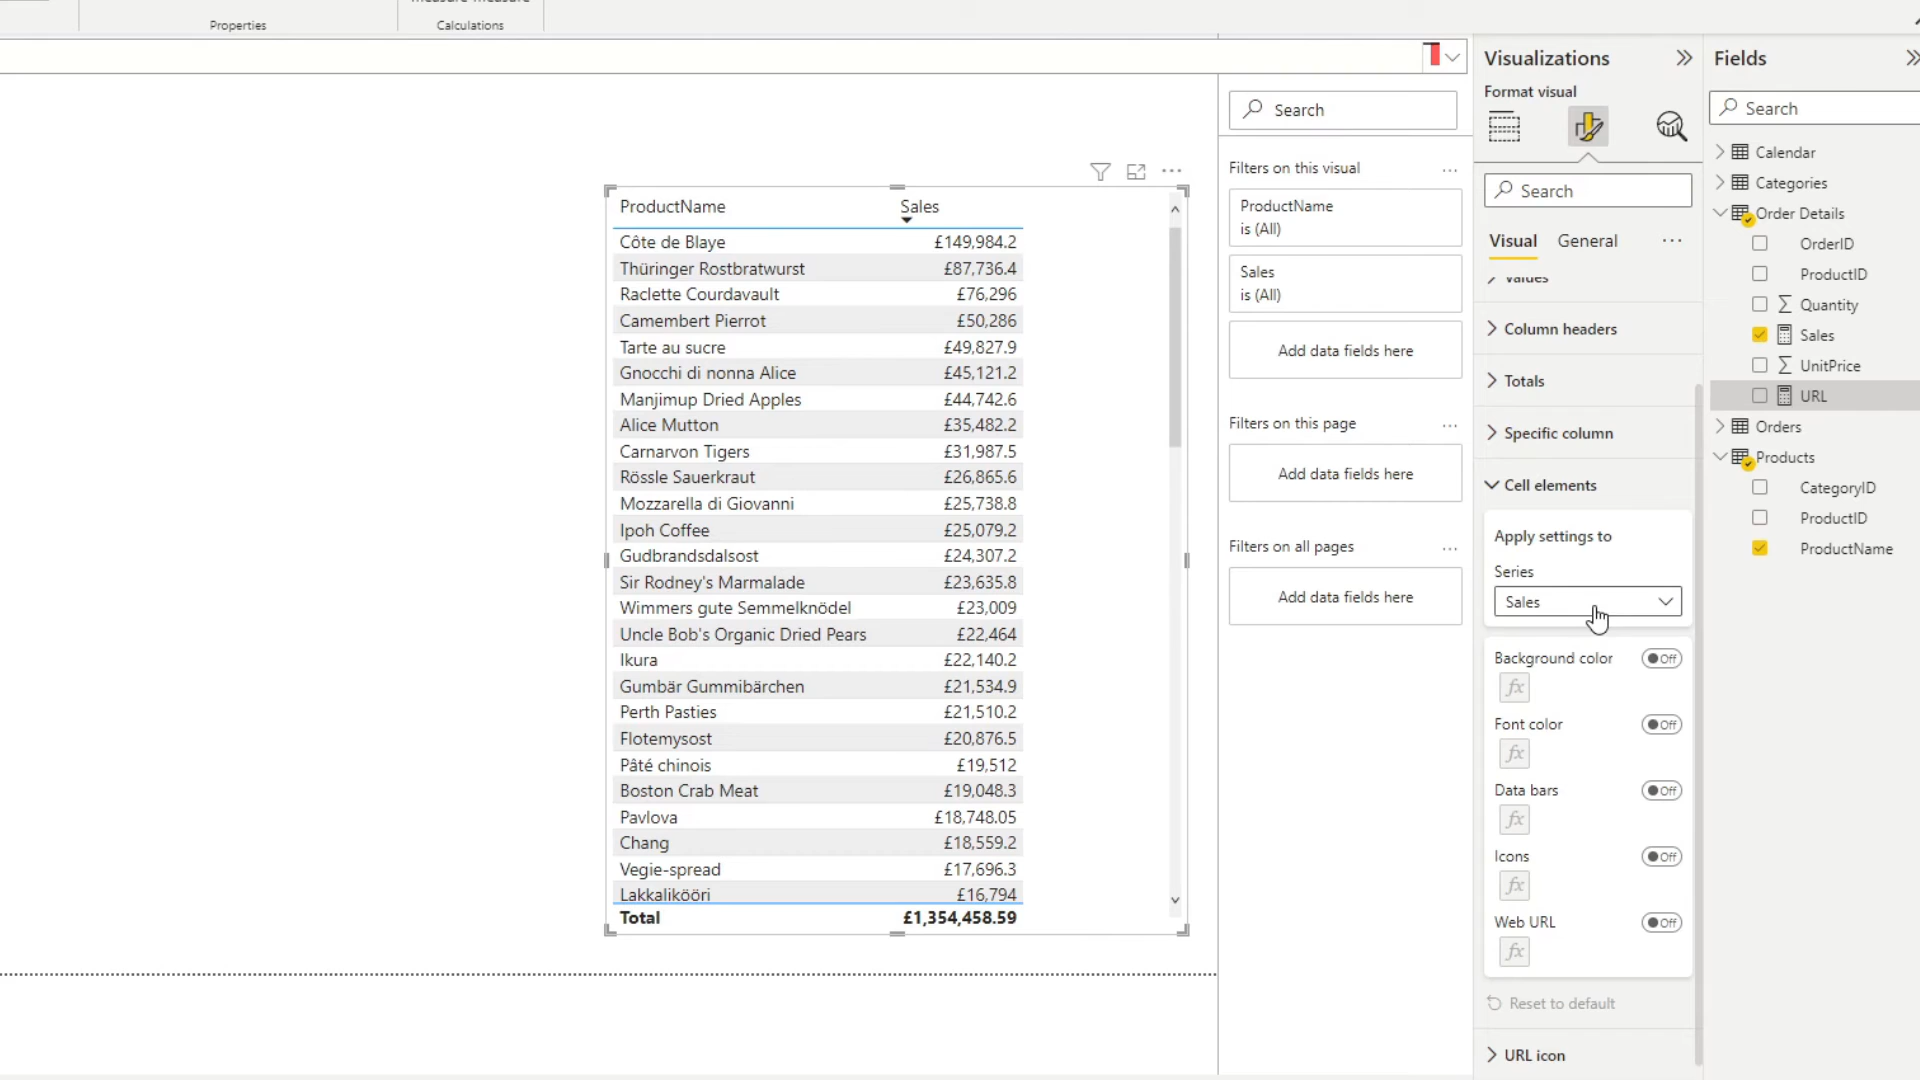 Properties
Calculations
Search
Filters on this visual
ProductName
is (All)
Sales
is (All)
Add data fields here
Filters on this page
Add data fields here
Filters on all pages
Add data fields here
ProductName Sales
Côte de Blaye £149,984.2
Thüringer Rostbratwurst £87,736.4
Raclette Courdavault £76,296
Camembert Pierrot £50,286
Tarte au sucre £49,827.9
Gnocchi di nonna Alice £45,121.2
Manjimup Dried Apples £44,742.6
Alice Mutton £35,482.2
Carnarvon Tigers £31,987.5
Rössle Sauerkraut £26,865.6
Mozzarella di Giovanni £25,738.8
Ipoh Coffee £25,079.2
Gudbrandsdalsost £24,307.2
Sir Rodney's Marmalade £23,635.8
Wimmers gute Semmelknödel £23,009
Uncle Bob's Organic Dried Pears £22,464
Ikura £22,140.2
Gumbär Gummibärchen £21,534.9
Perth Pasties £21,510.2
Flotemysost £20,876.5
Pâté chinois £19,512
Boston Crab Meat £19,048.3
Pavlova £18,748.05
Chang £18,559.2
Vegie-spread £17,696.3
Lakkalikööri £16,794
Total £1,354,458.59
Visualizations
Format visual
Search
Visual General
Values
Column headers
Totals
Specific column
Cell elements
Apply settings to
Series
Sales
Background color Off
fx
Font color Off
fx
Data bars Off
fx
Icons Off
fx
Web URL Off
fx
Reset to default
URL icon
Fields
Search
Calendar
Categories
Order Details
OrderID
ProductID
Quantity
Sales
UnitPrice
URL
Orders
Products
CategoryID
ProductID
ProductName